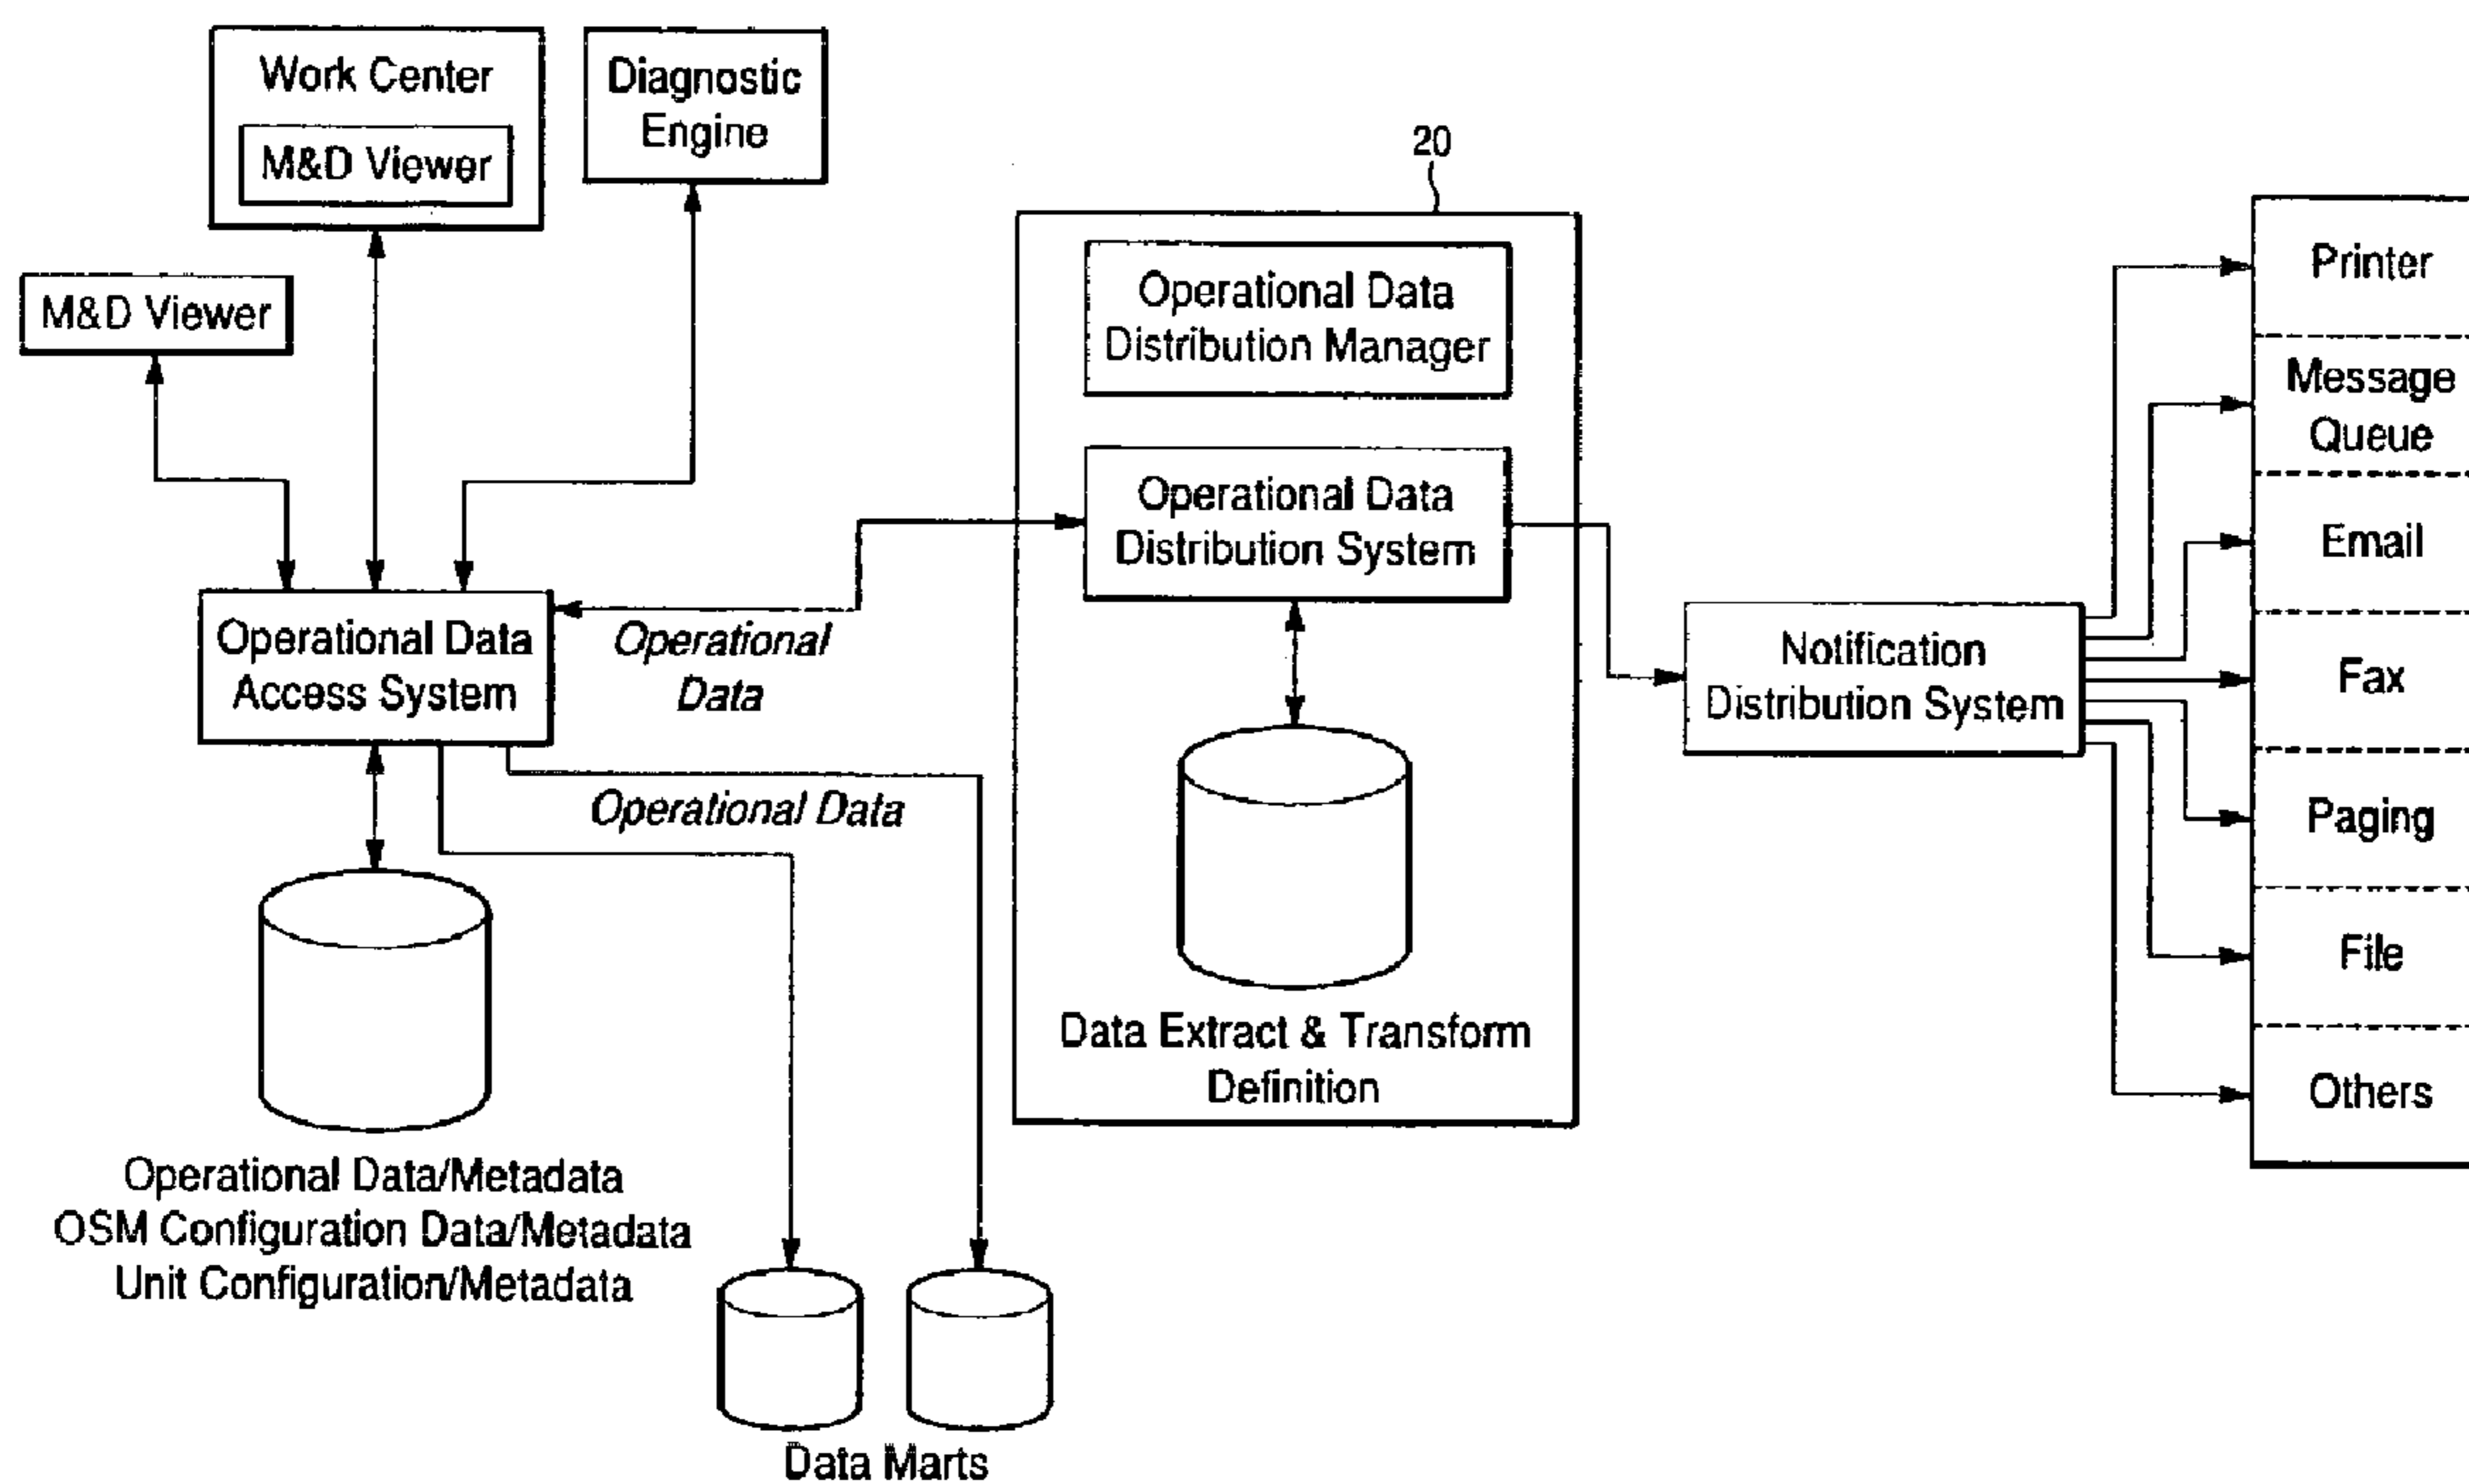 Work Center
M&D Viewer
Diagnostic
Engine
M&D Viewer
20
Operational Data
Distribution Manager
Operational Data
Distribution System
Operational Data
Access System
Operational
Data
Operational Data
Data Extract & Transform
Definition
Notification
Distribution System
Printer
Message
Queue
Email
Fax
Paging
File
Others
Operational Data/Metadata
OSM Configuration Data/Metadata
Unit Configuration/Metadata
Data Marts